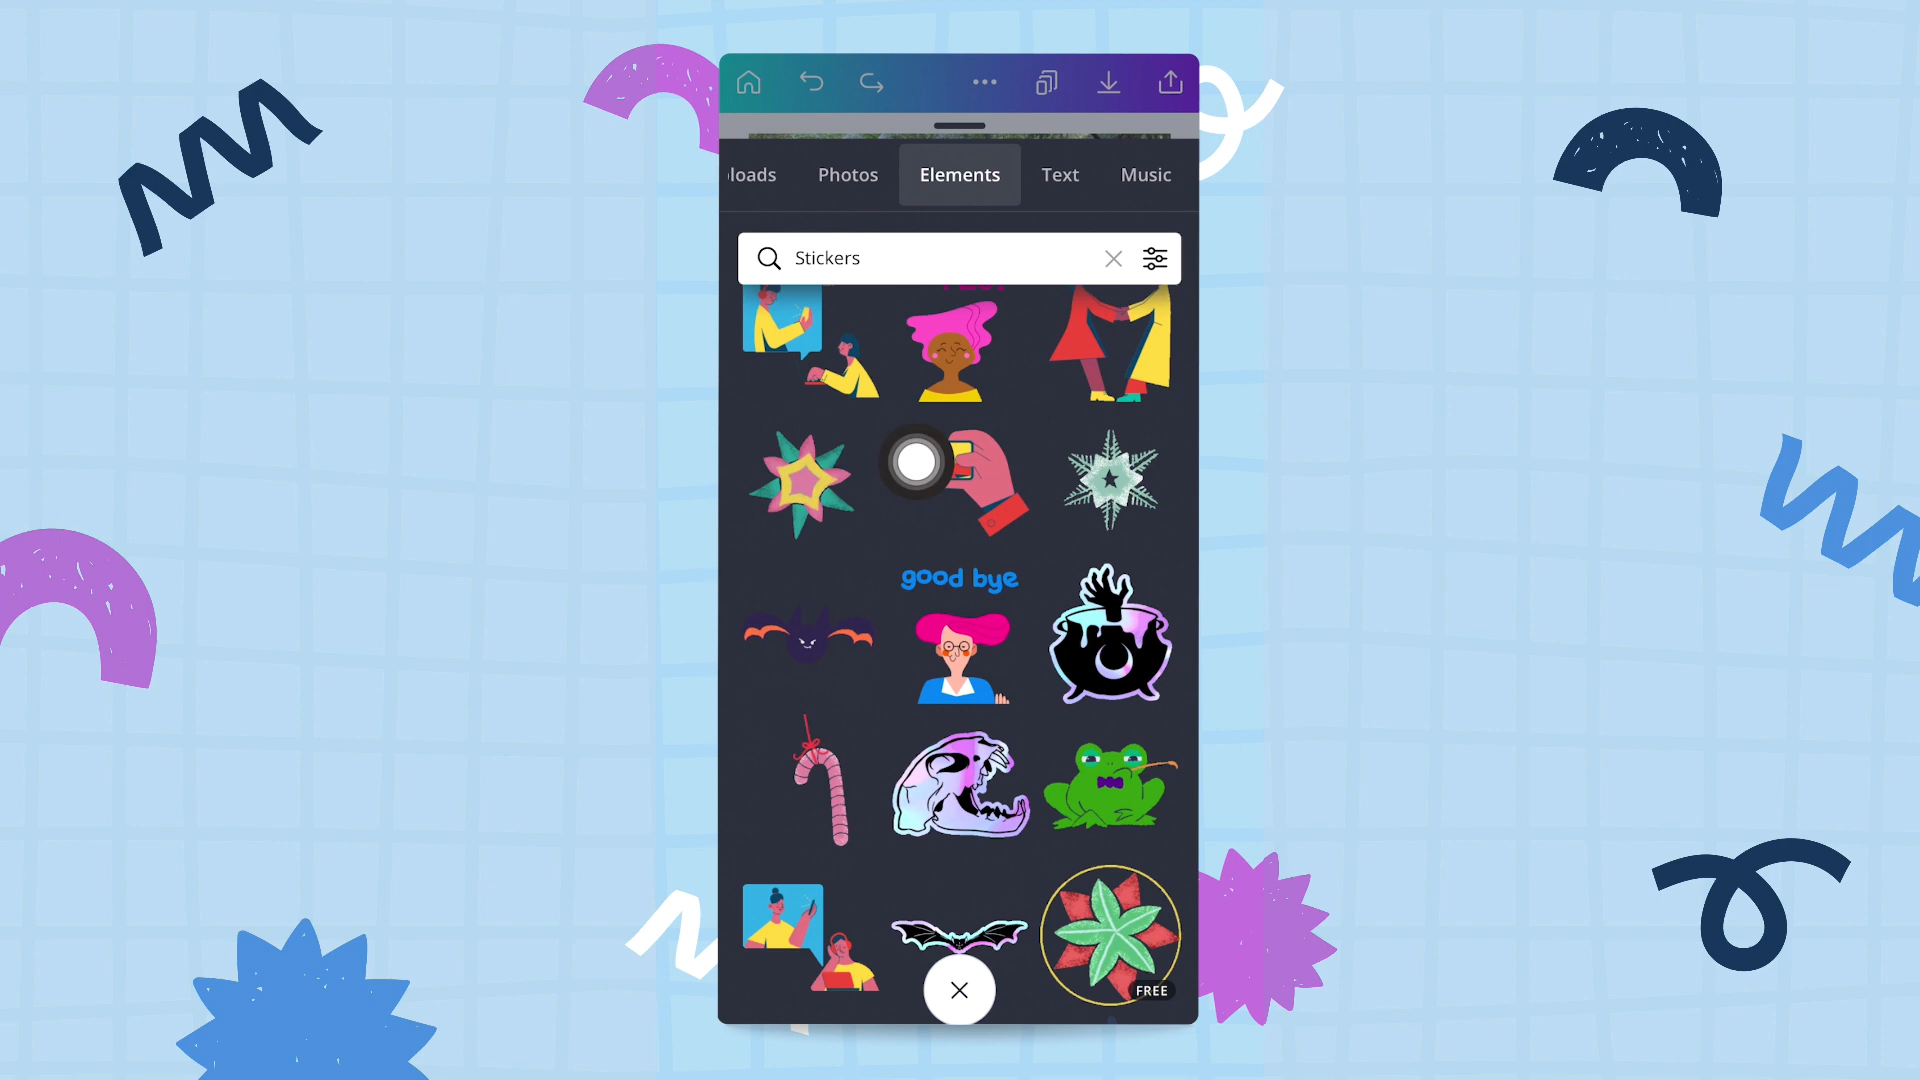 loads
Photos
Elements
Text
Music
Stickers
good bye
FREE